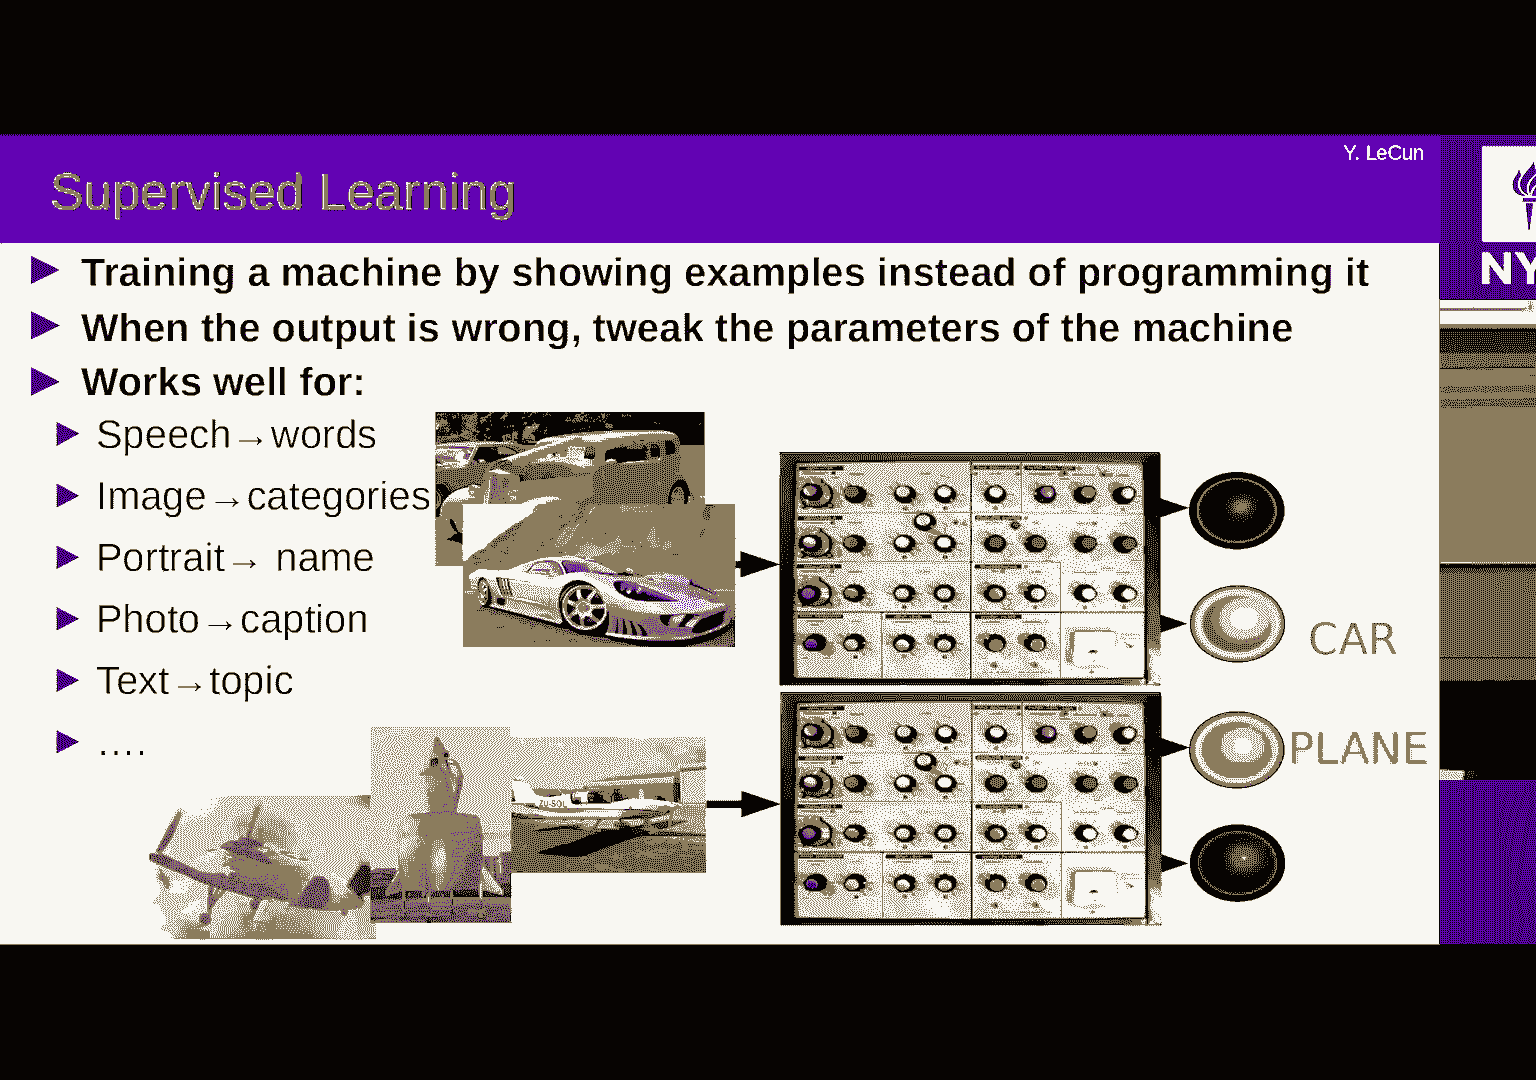 Y. LeCun
Supervised Learning
NY
Training a machine by showing examples instead of programming it
When the output is wrong, tweak the parameters of the machine
Works well for:
Speech→words
Image→categories
Portrait→ name
Photo→caption
Text→topic
....
CAR
PLANE
ZU-SOL